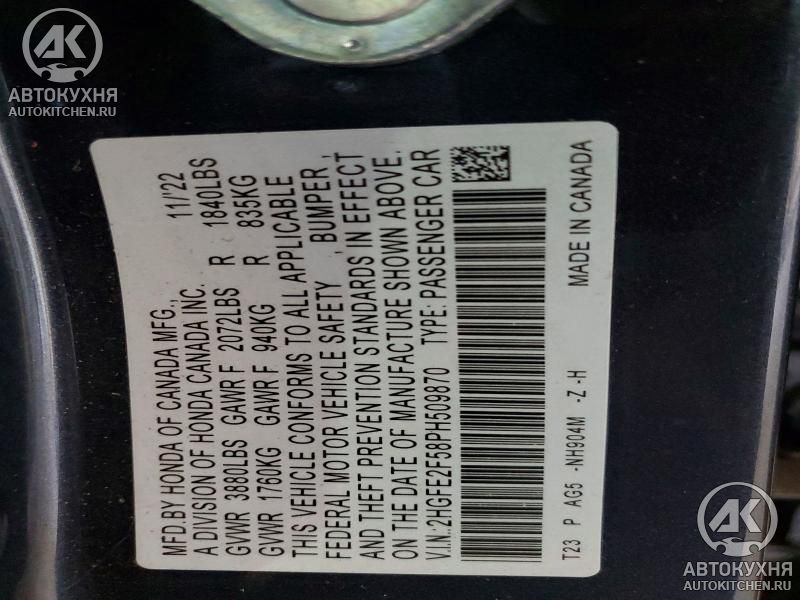 AK
АВТОКУХНЯ
AUTOKITCHEN.RU
MFD.BY HONDA OF CANADA MFG., 11/'22
A DIVISION OF HONDA CANADA INC.
GVWR 3880LBS GAWR F 2072LBS R 1840LBS
GVWR 1760KG GAWR F 940KG R 835KG
THIS VEHICLE CONFORMS TO ALL APPLICABLE
FEDERAL MOTOR VEHICLE SAFETY , BUMPER ,
AND THEFT PREVENTION STANDARDS IN EFFECT
ON THE DATE OF MANUFACTURE SHOWN ABOVE.
V.I.N.:2HGFE2F58PH509870 TYPE: PASSENGER CAR
T23 P AG5 -NH904M -Z -H MADE IN CANADA
AK
АВТОКУХНЯ
AUTOKITCHEN.RU